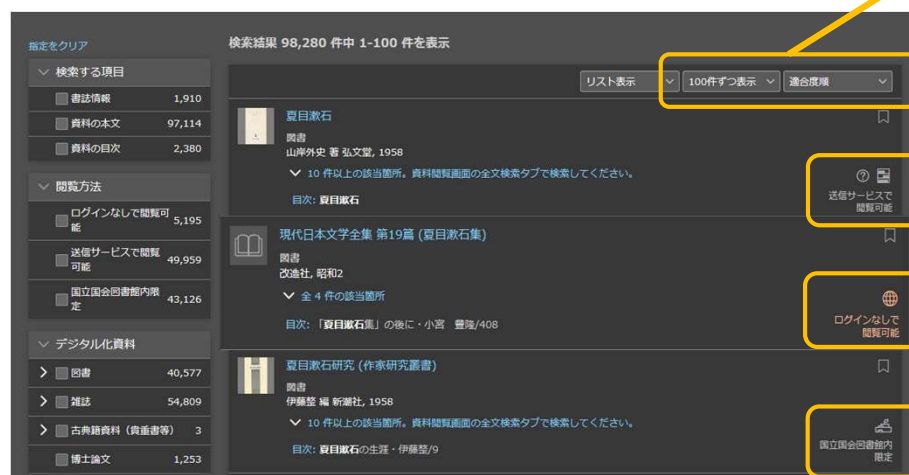 指定をクリア
検索する項目
書誌情報 1,910
資料の本文 97,114
資料の目次 2,380
閲覧方法
ログインなしで閲覧可
能 5,195
送信サービスで閲覧
可能 49,959
国立国会図書館内限
定 43,126
デジタル化資料
図書 40,577
雑誌 54,809
古典籍資料（貴重書等） 3
博士論文 1,253
検索結果 98,280 件中 1-100 件を表示
リスト表示 100件ずつ表示 適合度順
夏目漱石
図書
山岸外史 著 弘文堂, 1958
10 件以上の該当箇所。資料閲覧画面の全文検索タブで検索してください。
目次: 夏目漱石
送信サービスで
閲覧可能
現代日本文学全集 第19篇 (夏目漱石集)
図書
改造社, 昭和2
全 4 件の該当箇所
目次: 「夏目漱石集」の後に・小宮 豊隆/408
ログインなしで
閲覧可能
夏目漱石研究 (作家研究叢書)
図書
伊藤整 編 新潮社, 1958
10 件以上の該当箇所。資料閲覧画面の全文検索タブで検索してください。
目次: 夏目漱石の生涯・伊藤整/9
国立国会図書館内
限定